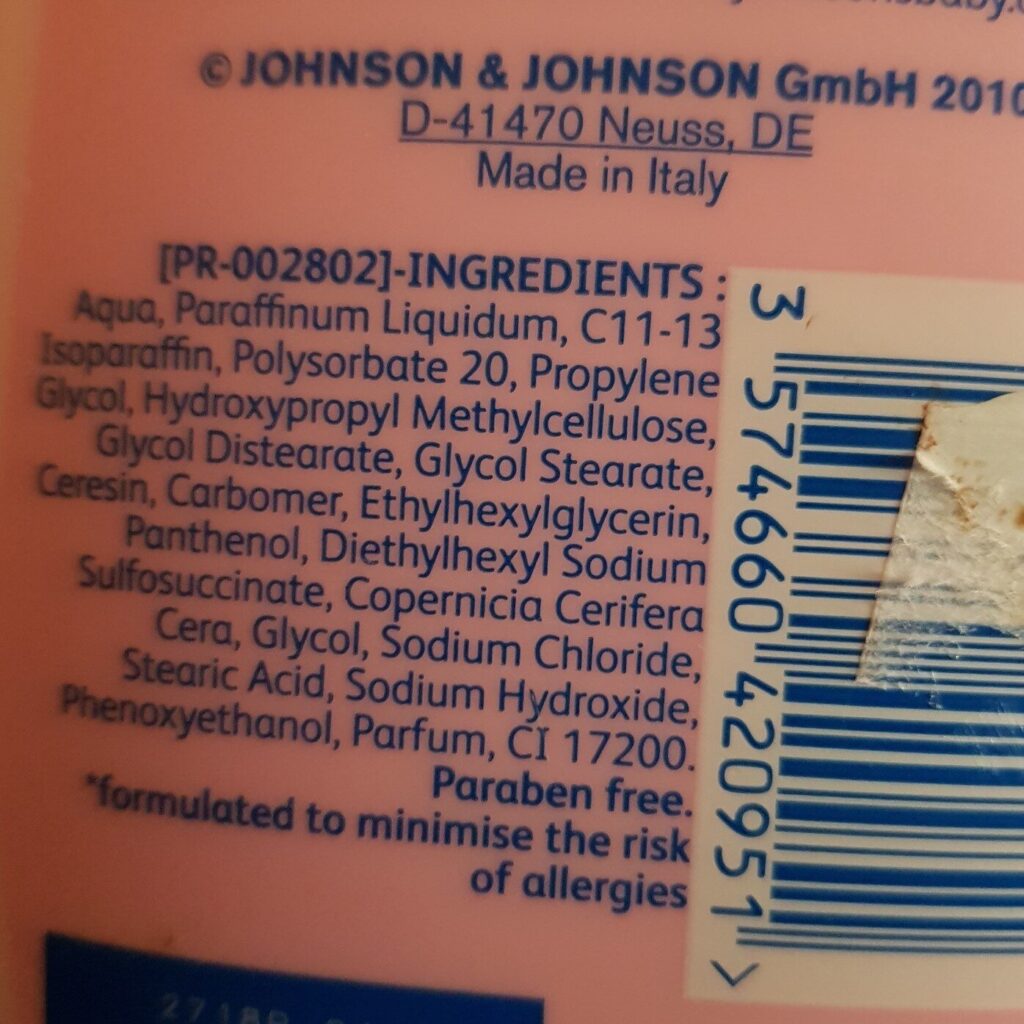 © JOHNSON & JOHNSON GmbH 2010
D-41470 Neuss, DE
Made in Italy
[PR-002802]-INGREDIENTS :
Aqua, Paraffinum Liquidum, C11-13
Isoparaffin, Polysorbate 20, Propylene
Glycol, Hydroxypropyl Methylcellulose,
Glycol Distearate, Glycol Stearate,
Ceresin, Carbomer, Ethylhexylglycerin,
Panthenol, Diethylhexyl Sodium
Sulfosuccinate, Copernicia Cerifera
Cera, Glycol, Sodium Chloride,
Stearic Acid, Sodium Hydroxide,
Phenoxyethanol, Parfum, CI 17200.
Paraben free.
*formulated to minimise the risk
of allergies
3 574660 420951 >